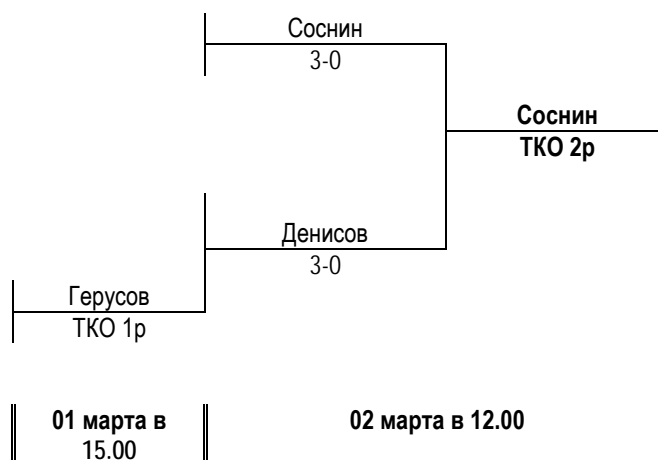 Соснин
3-0
Соснин
ТКО 2р
Денисов
3-0
Герусов
ТКО 1р
01 марта в 02 марта в 12.00
15.00